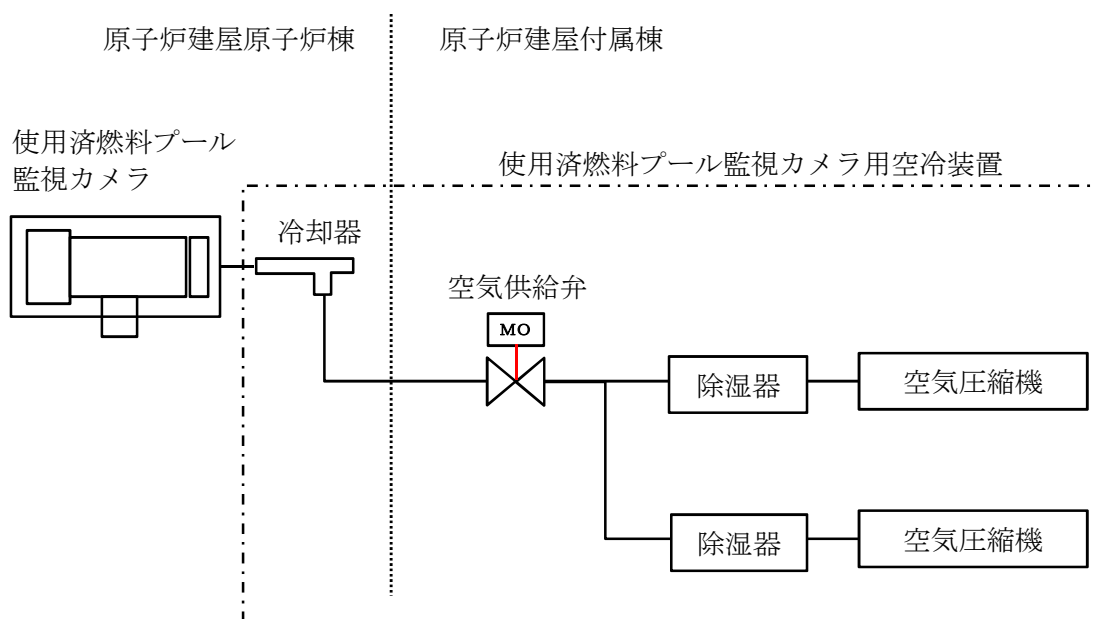 原子炉建屋原子炉棟
原子炉建屋付属棟
使用済燃料プール
監視カメラ
使用済燃料プール監視カメラ用空冷装置
冷却器
空気供給弁
MO
除湿器
空気圧縮機
除湿器
空気圧縮機